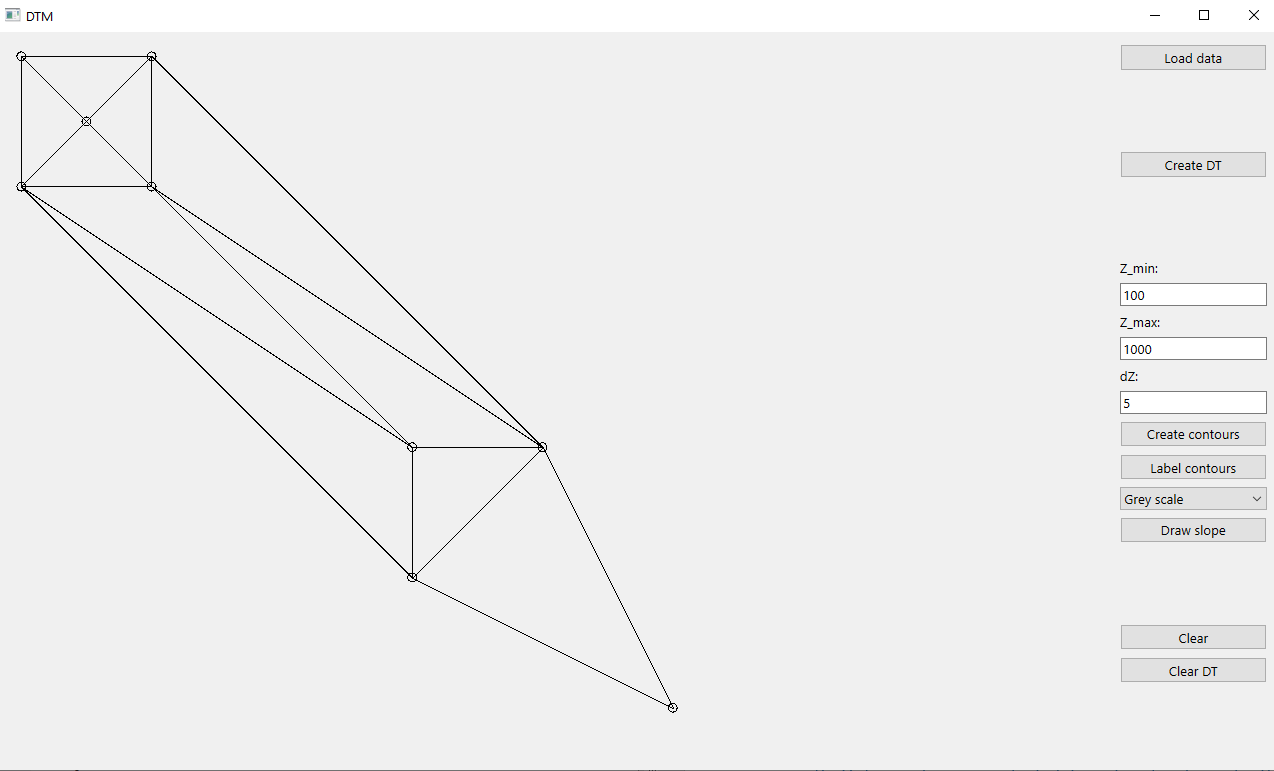 DTM
Load data
Create DT
Z_min:
100
Z_max:
1000
dZ:
5
Create contours
Label contours
Grey scale
Draw slope
Clear
Clear DT